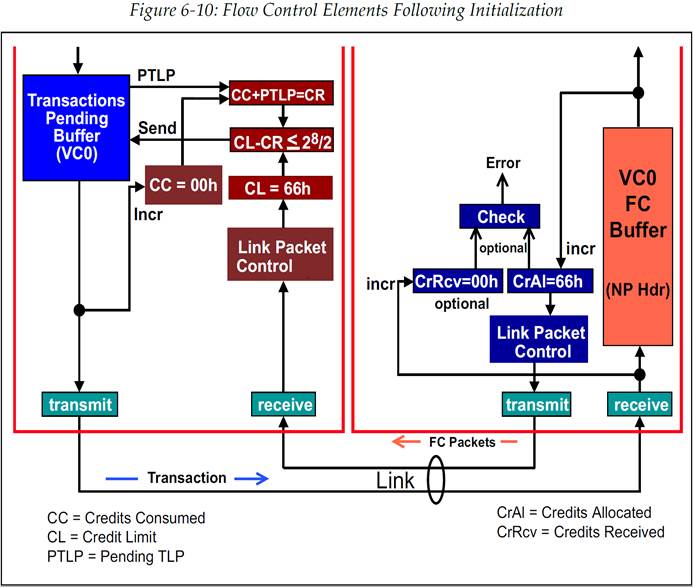 Figure 6-10: Flow Control Elements Following Initialization
PTLP
Transactions
Pending
Buffer
(VC0)
CC+PTLP=CR
Send
CL-CR ≤ 2⁸/2
CC = 00h
Incr
CL = 66h
Link Packet
Control
transmit
receive
Error
Check
optional
incr
VC0
FC
Buffer
(NP Hdr)
incr
CrRcv=00h
optional
CrAl=66h
Link Packet
Control
transmit
receive
FC Packets
Transaction
Link
CC = Credits Consumed
CL = Credit Limit
PTLP = Pending TLP
CrAl = Credits Allocated
CrRcv = Credits Received